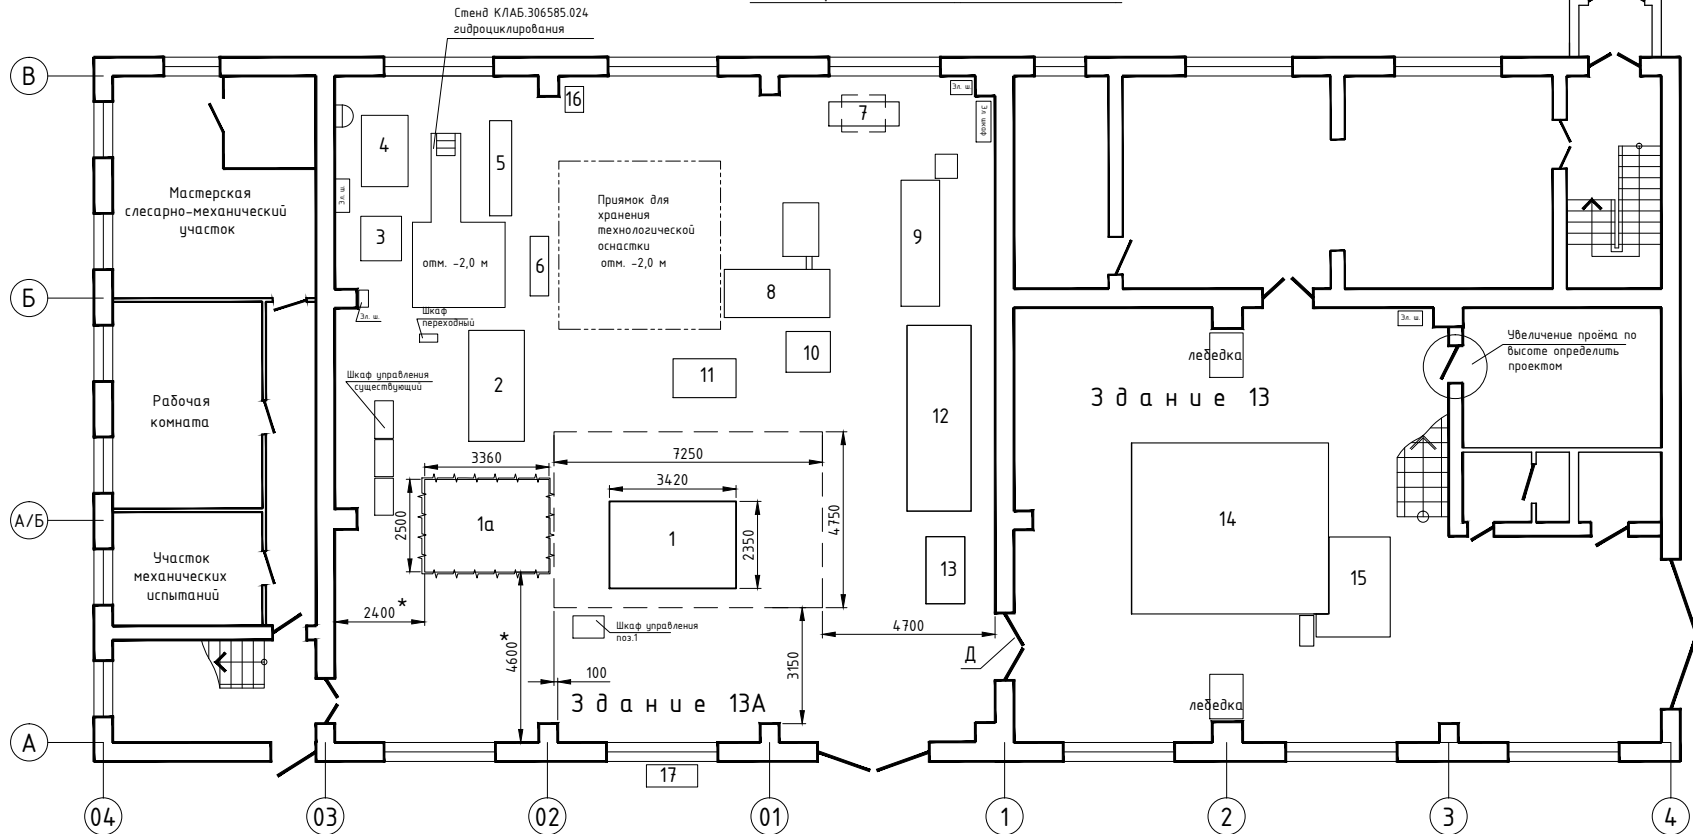 Стенд КЛАБ.306585.024
гидроциклирования
В
16
7
Эл. ш.
Эл. шкаф
4
5
Эл. ш.
Мастерская
слесарно-механический
участок
Приямок для
хранения
технологической
оснастки
отм. -2,0 м
3
отм. -2,0 м
6
9
8
Б
Эл. ш.
Шкаф
переходный
Эл. ш.
Увеличение проёма по
высоте определить
проектом
лебедка
10
11
2
Шкаф управления
существующий
12
Здание 13
Рабочая
комната
3360
7250
3420
2500
1а
1
2350
4750
14
А/Б
13
15
Участок
механических
испытаний
2400*
4600*
Шкаф управления
поз.1
4700
3150
Д
100
Здание 13А
лебедка
А
17
04
03
02
01
1
2
3
4